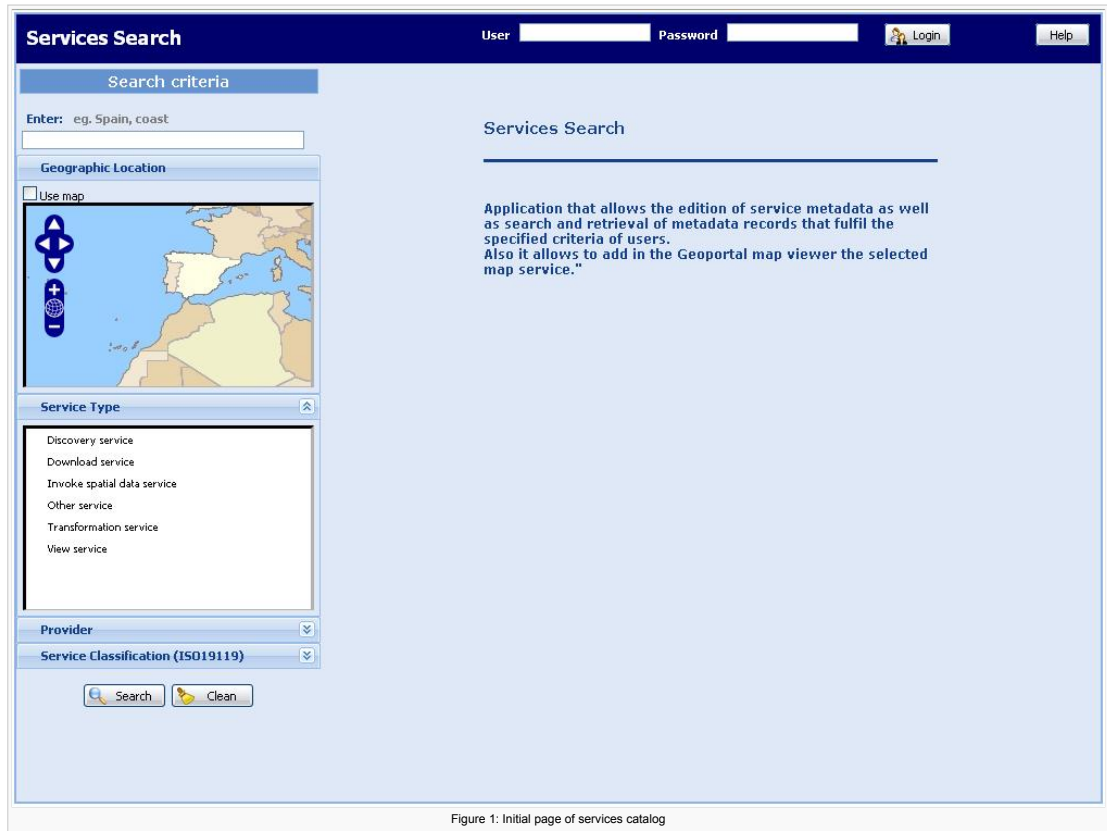 Services Search
User
Password
Login
Help
Search criteria
Enter: eg. Spain, coast
Geographic Location
Use map
Service Type
Discovery service
Download service
Invoke spatial data service
Other service
Transformation service
View service
Provider
Service Classification (ISO19119)
Search
Clean
Services Search
Application that allows the edition of service metadata as well
as search and retrieval of metadata records that fulfil the
specified criteria of users.
Also it allows to add in the Geoportal map viewer the selected
map service."
Figure 1: Initial page of services catalog